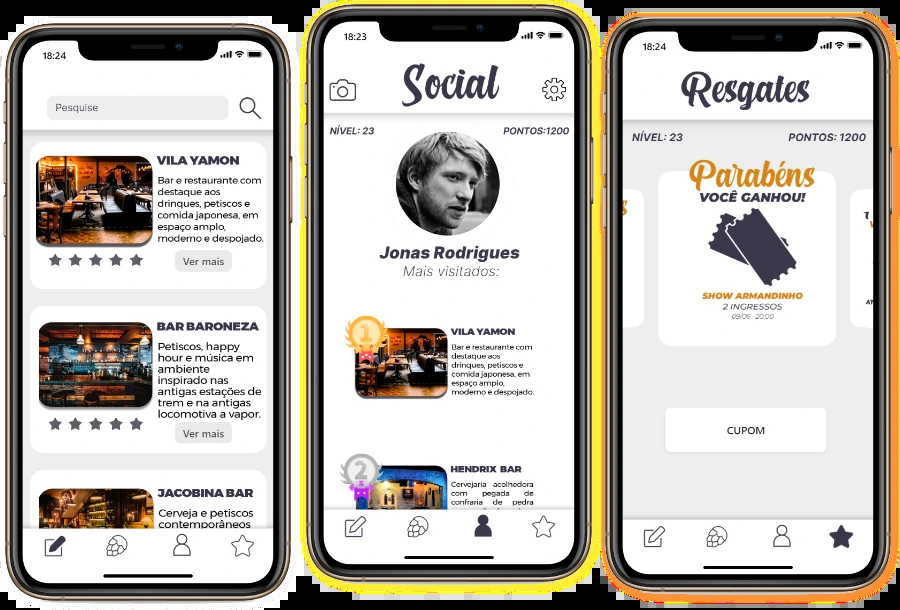 18:24
Pesquise
VILA YAMON
Bar e restaurante com
destaque aos
drinques, petiscos e
comida japonesa, em
espaço amplo,
moderno e despojado.
Ver mais
BAR BARONEZA
Petiscos, happy
hour e música em
ambiente
inspirado nas
antigas estações de
trem e na antigas
locomotiva a vapor.
Ver mais
JACOBINA BAR
Cerveja e petiscos
contemporâneos
18:23
Social
NÍVEL: 23
PONTOS:1200
Jonas Rodrigues
Mais visitados:
1
VILA YAMON
Bar e restaurante com
destaque aos
drinques, petiscos e
comida japonesa, em
espaço amplo,
moderno e despojado.
2
HENDRIX BAR
Cervejaria acolhedora
com pegada de
confraria de pedra
18:24
Resgates
NÍVEL: 23
PONTOS: 1200
Parabéns
VOCÊ GANHOU!
SHOW ARMANDINHO
2 INGRESSOS
09/06 20:00
CUPOM